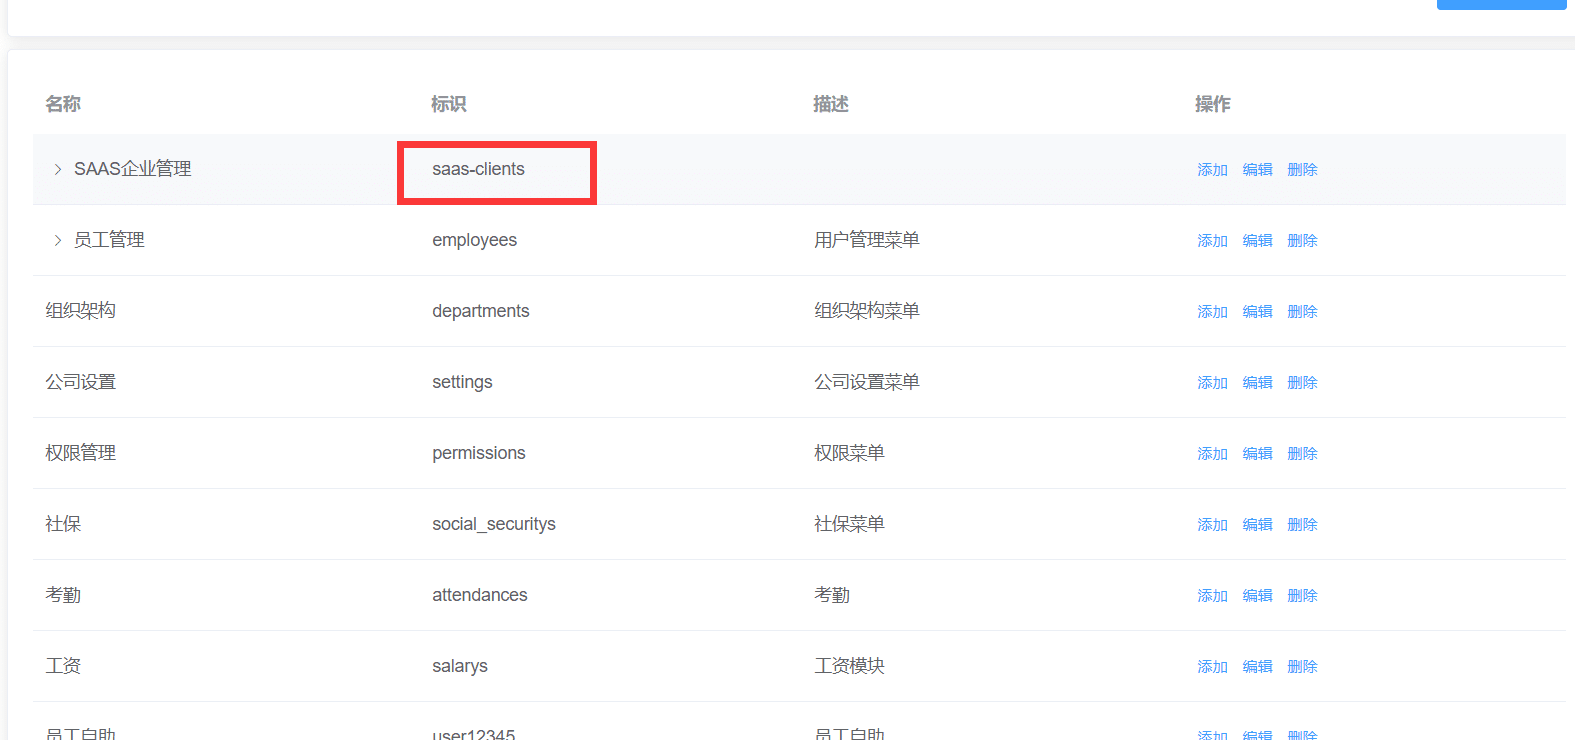 名称 标识 描述 操作
SAAS企业管理 saas-clients 添加 编辑 删除
员工管理 employees 用户管理菜单 添加 编辑 删除
组织架构 departments 组织架构菜单 添加 编辑 删除
公司设置 settings 公司设置菜单 添加 编辑 删除
权限管理 permissions 权限菜单 添加 编辑 删除
社保 social_securitys 社保菜单 添加 编辑 删除
考勤 attendances 考勤 添加 编辑 删除
工资 salarys 工资模块 添加 编辑 删除
员工自助 user12345 员工自助 添加 编辑 删除